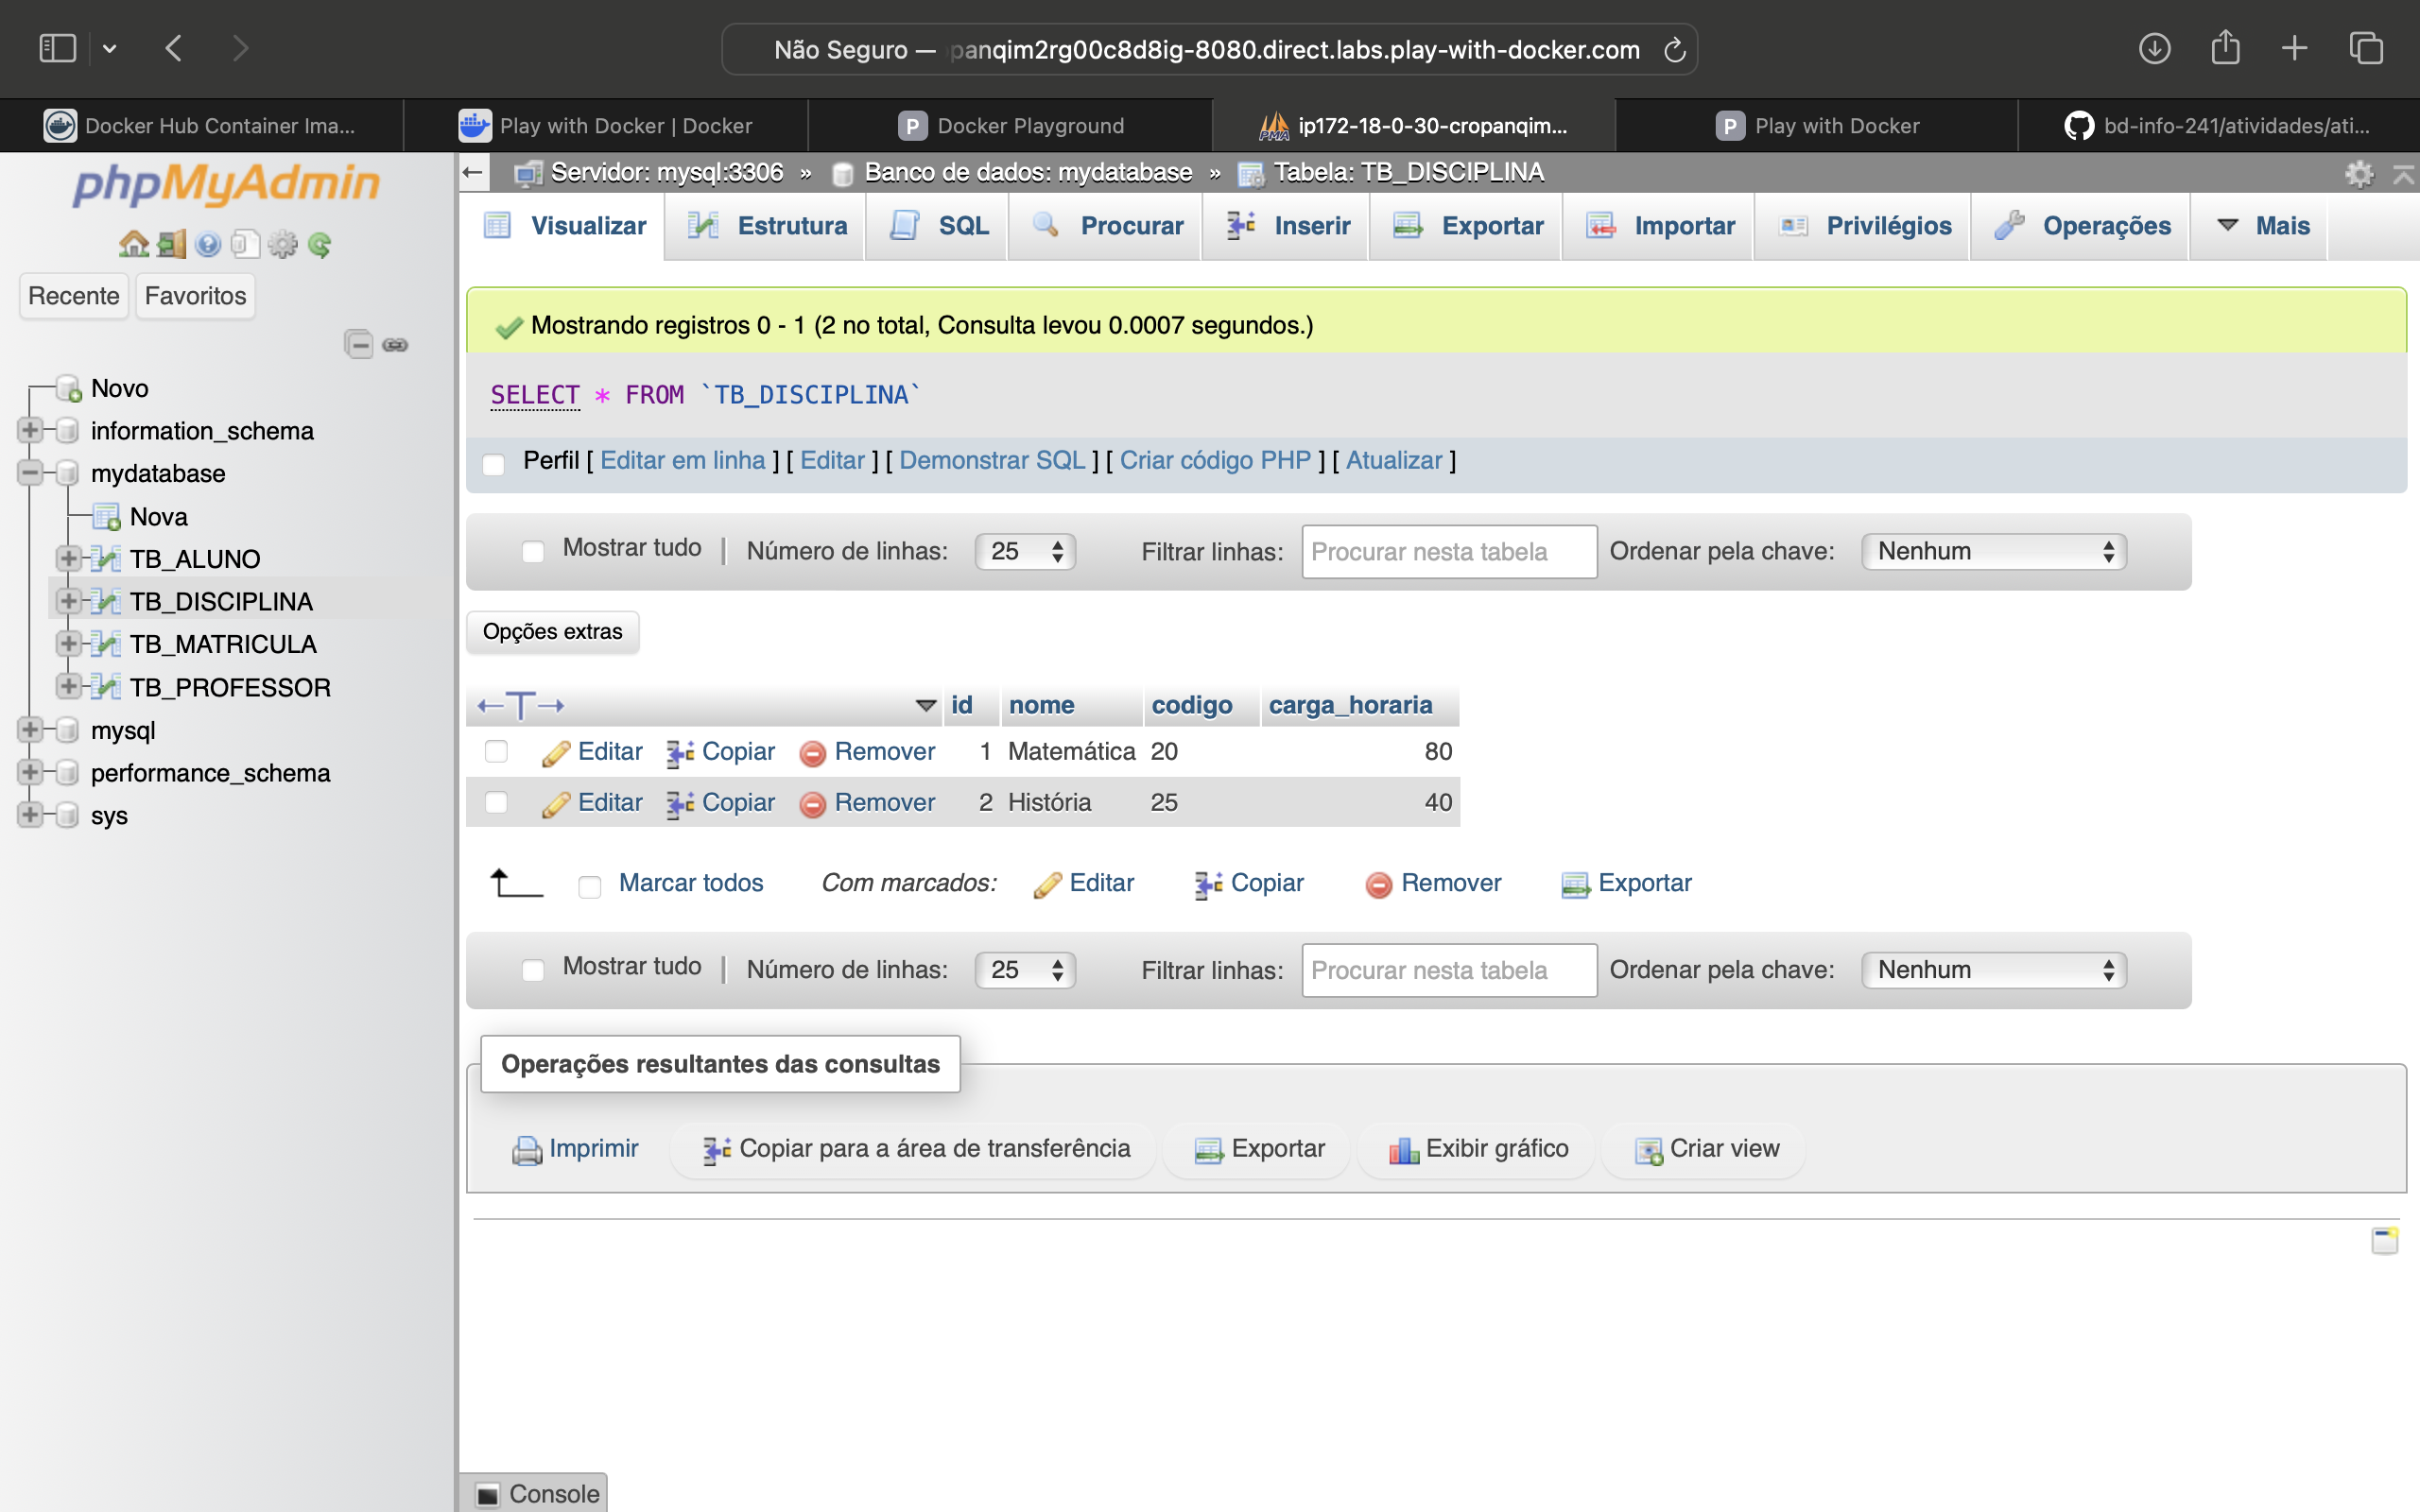 Não Seguro — panqim2rg00c8d8ig-8080.direct.labs.play-with-docker.com
Docker Hub Container Ima...
Play with Docker | Docker
P Docker Playground
PMA ip172-18-0-30-cropanqim...
P Play with Docker
bd-info-241/atividades/ati...
phpMyAdmin
Recente Favoritos
Novo
information_schema
mydatabase
Nova
TB_ALUNO
TB_DISCIPLINA
TB_MATRICULA
TB_PROFESSOR
mysql
performance_schema
sys
Servidor: mysql:3306 » Banco de dados: mydatabase » Tabela: TB_DISCIPLINA
Visualizar Estrutura SQL Procurar Inserir Exportar Importar Privilégios Operações Mais
Mostrando registros 0 - 1 (2 no total, Consulta levou 0.0007 segundos.)
SELECT * FROM `TB_DISCIPLINA`
Perfil [ Editar em linha ] [ Editar ] [ Demonstrar SQL ] [ Criar código PHP ] [ Atualizar ]
Mostrar tudo | Número de linhas: 25 Filtrar linhas: Procurar nesta tabela Ordenar pela chave: Nenhum
Opções extras
←T→ id nome codigo carga_horaria
Editar Copiar Remover 1 Matemática 20 80
Editar Copiar Remover 2 História 25 40
Marcar todos Com marcados: Editar Copiar Remover Exportar
Mostrar tudo | Número de linhas: 25 Filtrar linhas: Procurar nesta tabela Ordenar pela chave: Nenhum
Operações resultantes das consultas
Imprimir Copiar para a área de transferência Exportar Exibir gráfico Criar view
Console